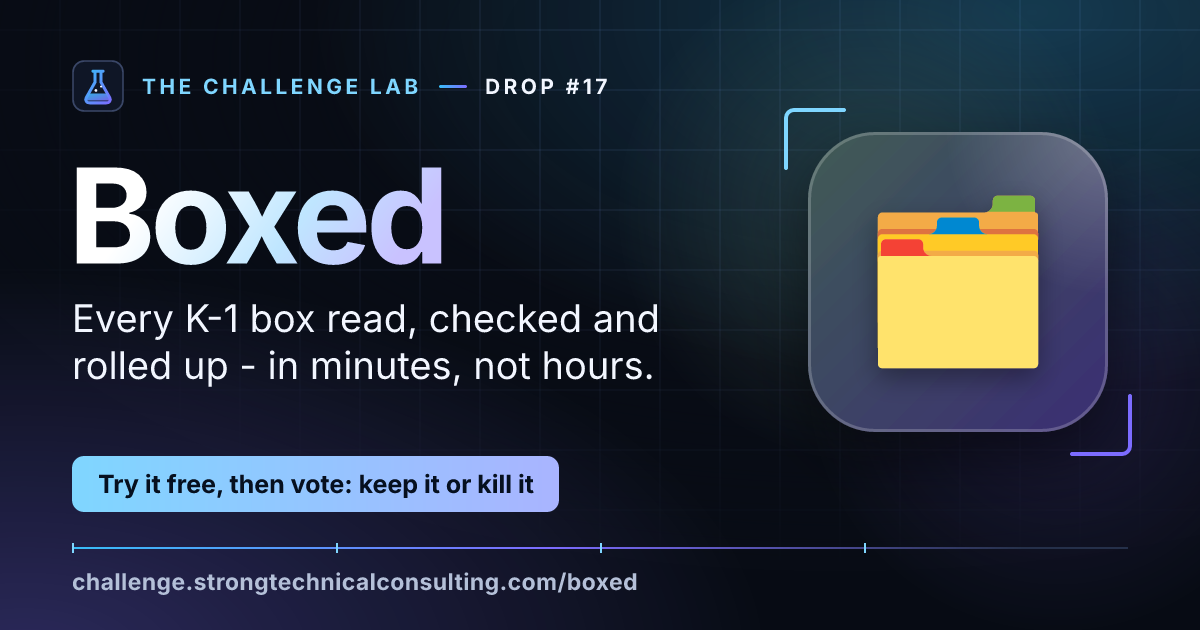 THE CHALLENGE LAB — DROP #17
Boxed
Every K-1 box read, checked and
rolled up - in minutes, not hours.
Try it free, then vote: keep it or kill it
challenge.strongtechnicalconsulting.com/boxed